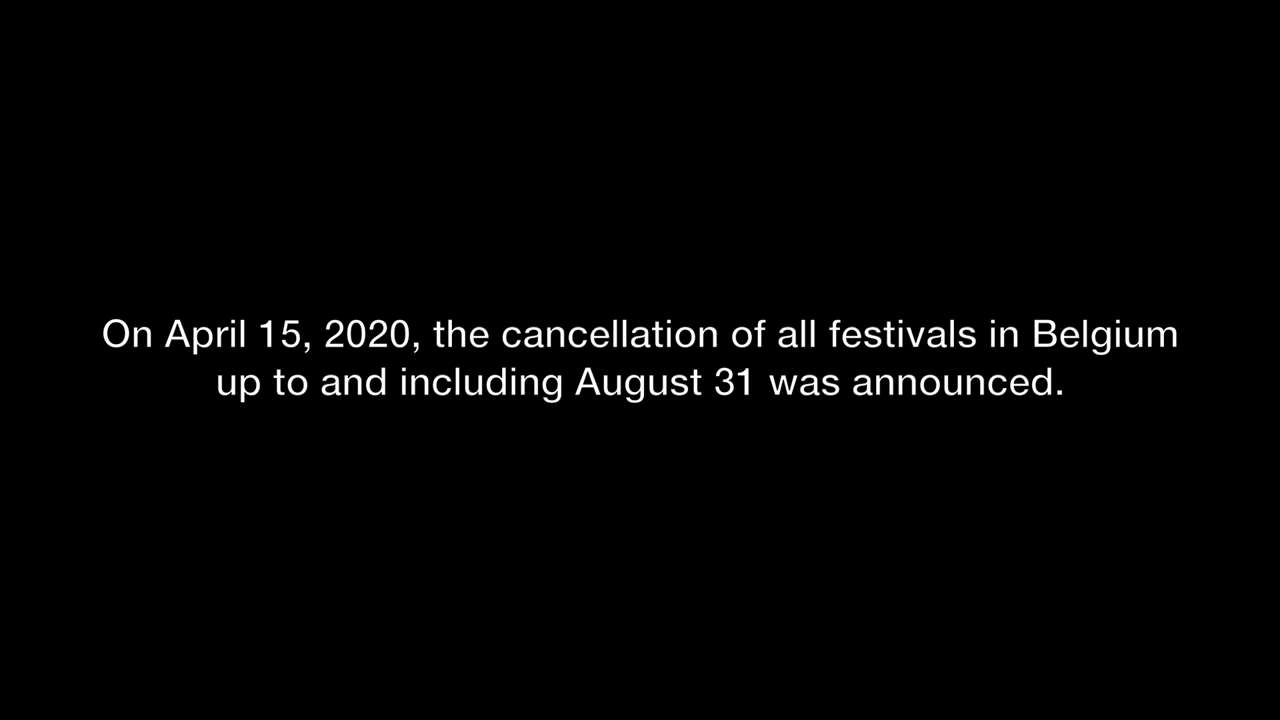 On April 15, 2020, the cancellation of all festivals in Belgium
up to and including August 31 was announced.